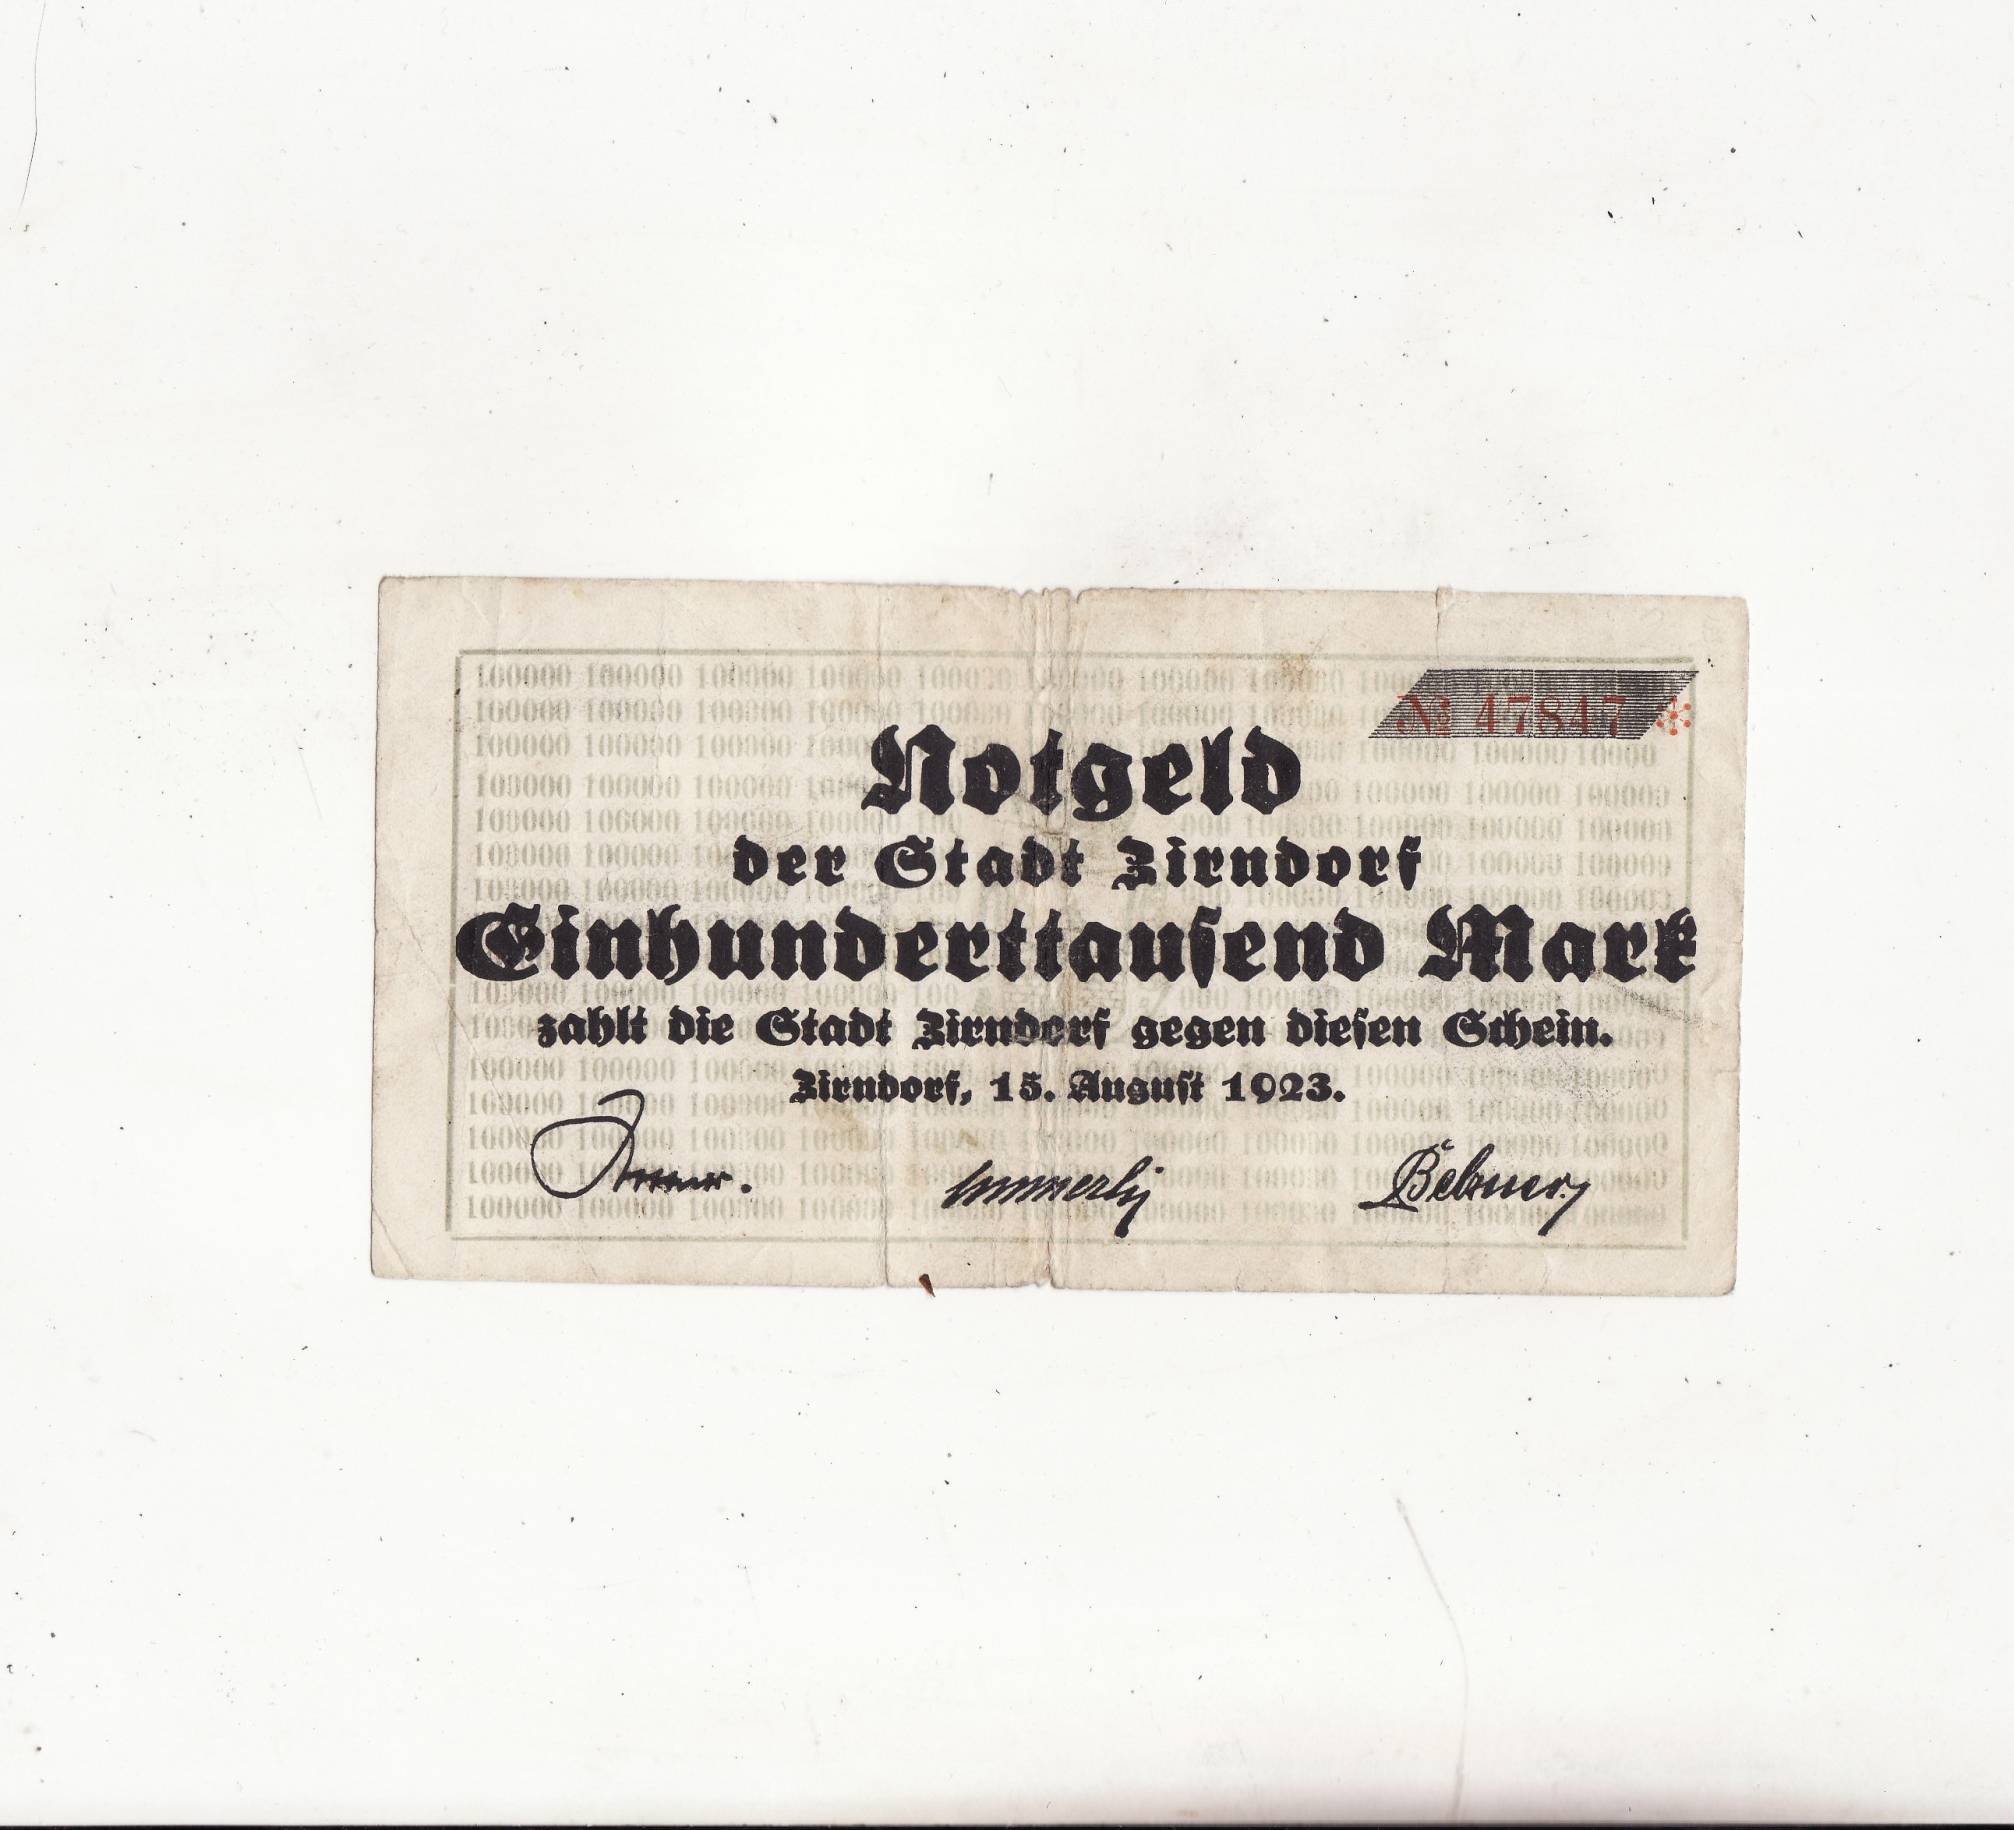 № 47847 *
Notgeld
der Stadt Zirndorf
Einhunderttausend Mark
zahlt die Stadt Zirndorf gegen diesen Schein.
Zirndorf, 15. August 1923.